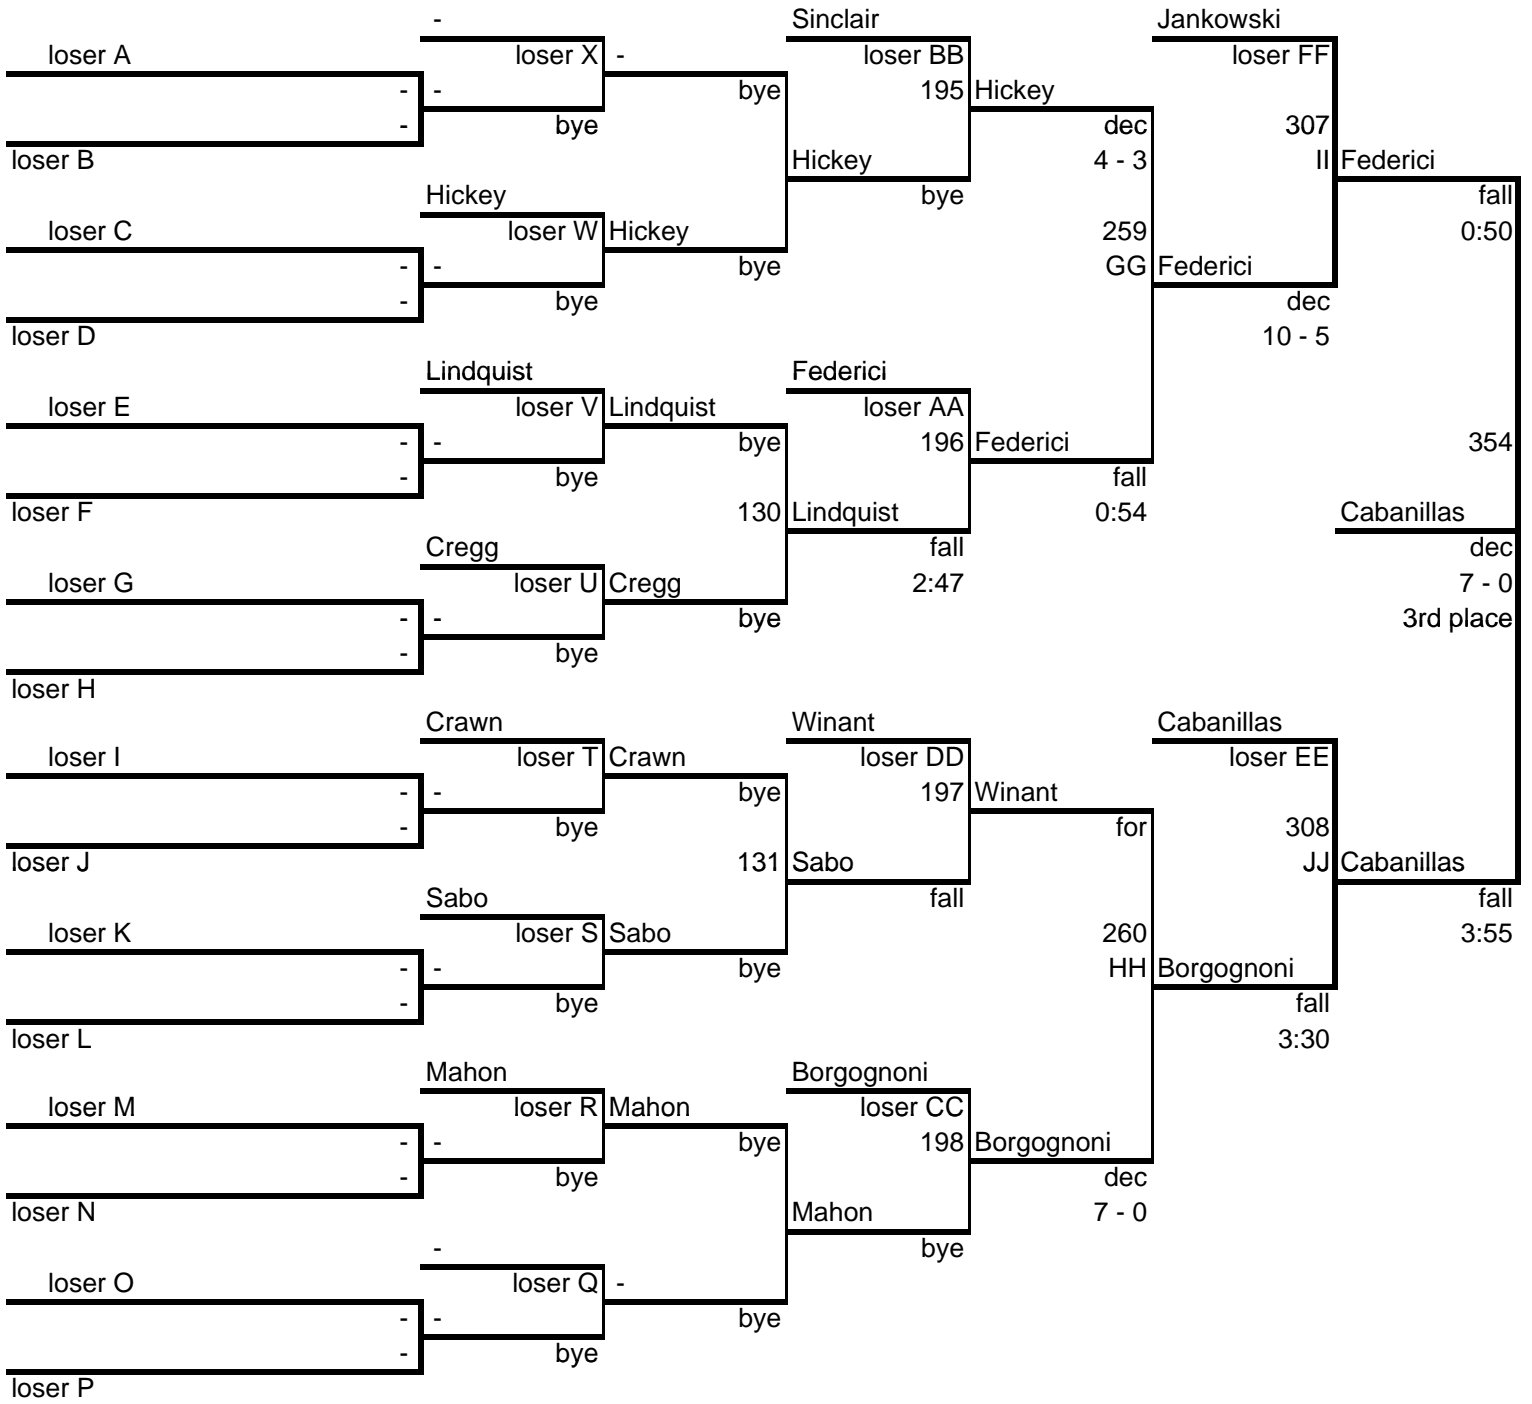 - Sinclair Jankowski
loser A loser X - loser BB loser FF
- - bye 195 Hickey
- bye dec 307
loser B Hickey 4 - 3 II Federici
Hickey bye fall
loser C loser W Hickey 259 0:50
- - bye GG Federici
- bye dec
loser D 10 - 5
Lindquist Federici
loser E loser V Lindquist loser AA
- - bye 196 Federici 354
- bye fall
loser F 130 Lindquist 0:54 Cabanillas
Cregg fall dec
loser G loser U Cregg 2:47 7 - 0
- - bye 3rd place
- bye
loser H
Crawn Winant Cabanillas
loser I loser T Crawn loser DD loser EE
- - bye 197 Winant
- bye for 308
loser J 131 Sabo JJ Cabanillas
Sabo fall fall
loser K loser S Sabo 260 3:55
- - bye HH Borgognoni
- bye fall
loser L 3:30
Mahon Borgognoni
loser M loser R Mahon loser CC
- - bye 198 Borgognoni
- bye dec
loser N Mahon 7 - 0
- bye
loser O loser Q -
- - bye
- bye
loser P